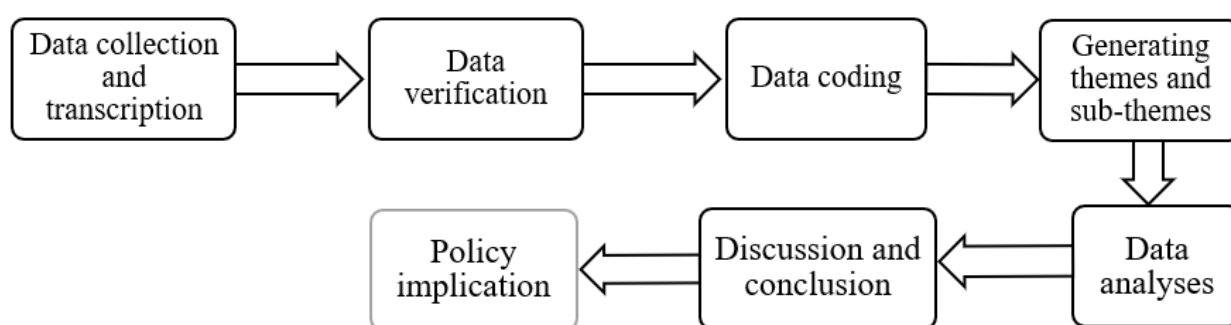 Data collection
and
transcription
Data
verification
Data coding
Generating
themes and
sub-themes
Data
analyses
Discussion and
conclusion
Policy
implication